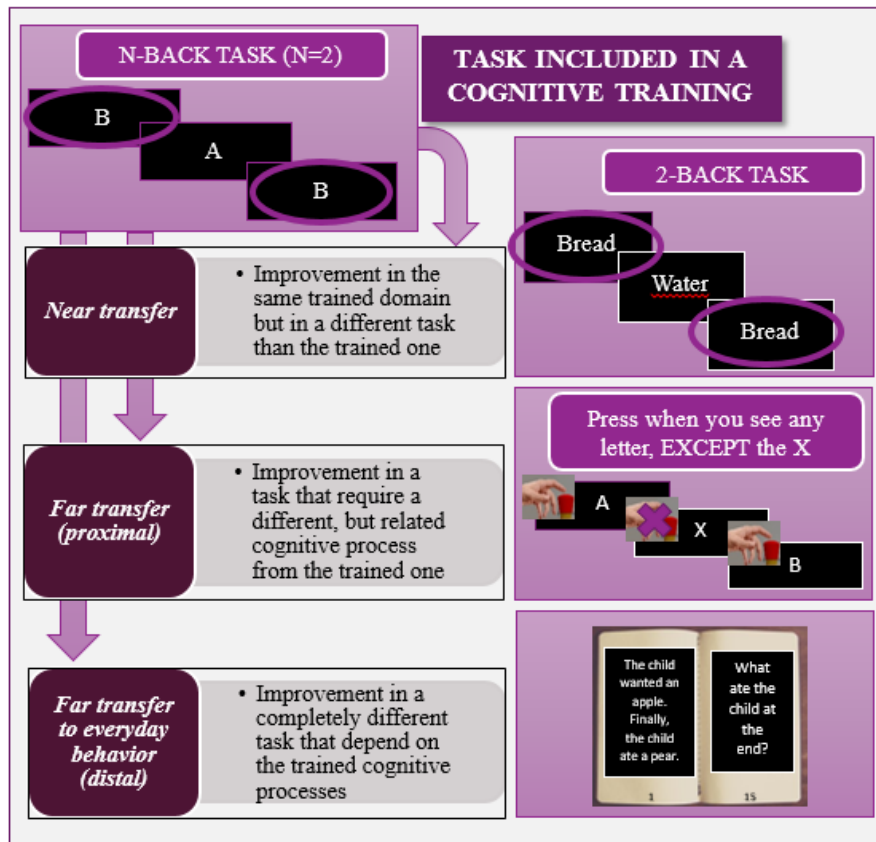 N-BACK TASK (N=2)
TASK INCLUDED IN A
COGNITIVE TRAINING
B
A
B
2-BACK TASK
Bread
Water
Bread
Near transfer
• Improvement in the
same trained domain
but in a different task
than the trained one
Press when you see any
letter, EXCEPT the X
A
X
B
Far transfer
(proximal)
• Improvement in a
task that require a
different, but related
cognitive process
from the trained one
Far transfer
to everyday
behavior
(distal)
• Improvement in a
completely different
task that depend on
the trained cognitive
processes
The child
wanted an
apple.
Finally,
the child
ate a pear.
1
What
ate the
child at
the
end?
15